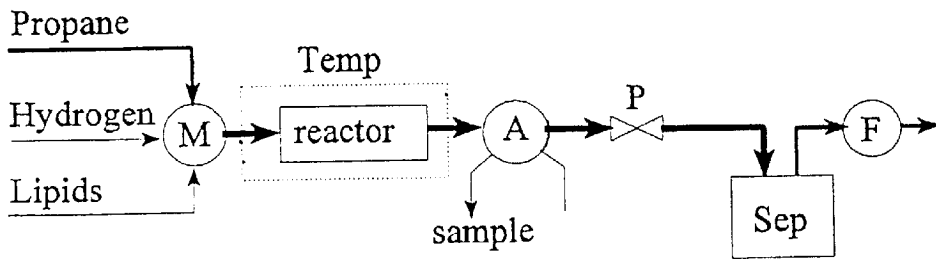 Propane
Temp
Hydrogen
M
reactor
A
P
F
Lipids
sample
Sep